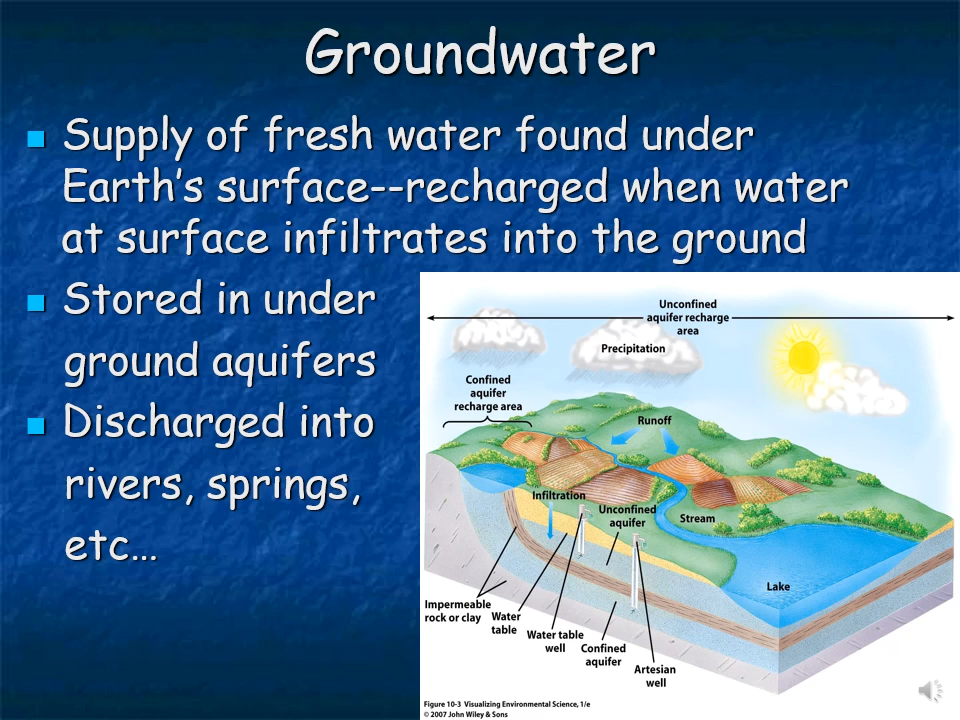 Groundwater
Supply of fresh water found under
Earth's surface--recharged when water
at surface infiltrates into the ground
Stored in under
ground aquifers
Discharged into
rivers, springs,
etc…
Unconfined
aquifer recharge
area
Precipitation
Confined
aquifer
recharge area
Runoff
Infiltration
Unconfined
aquifer
Stream
Lake
Impermeable
rock or clay
Water
table
Water table
well
Confined
aquifer
Artesian
well
Figure 10-3 Visualizing Environmental Science, 1/e
© 2007 John Wiley & Sons